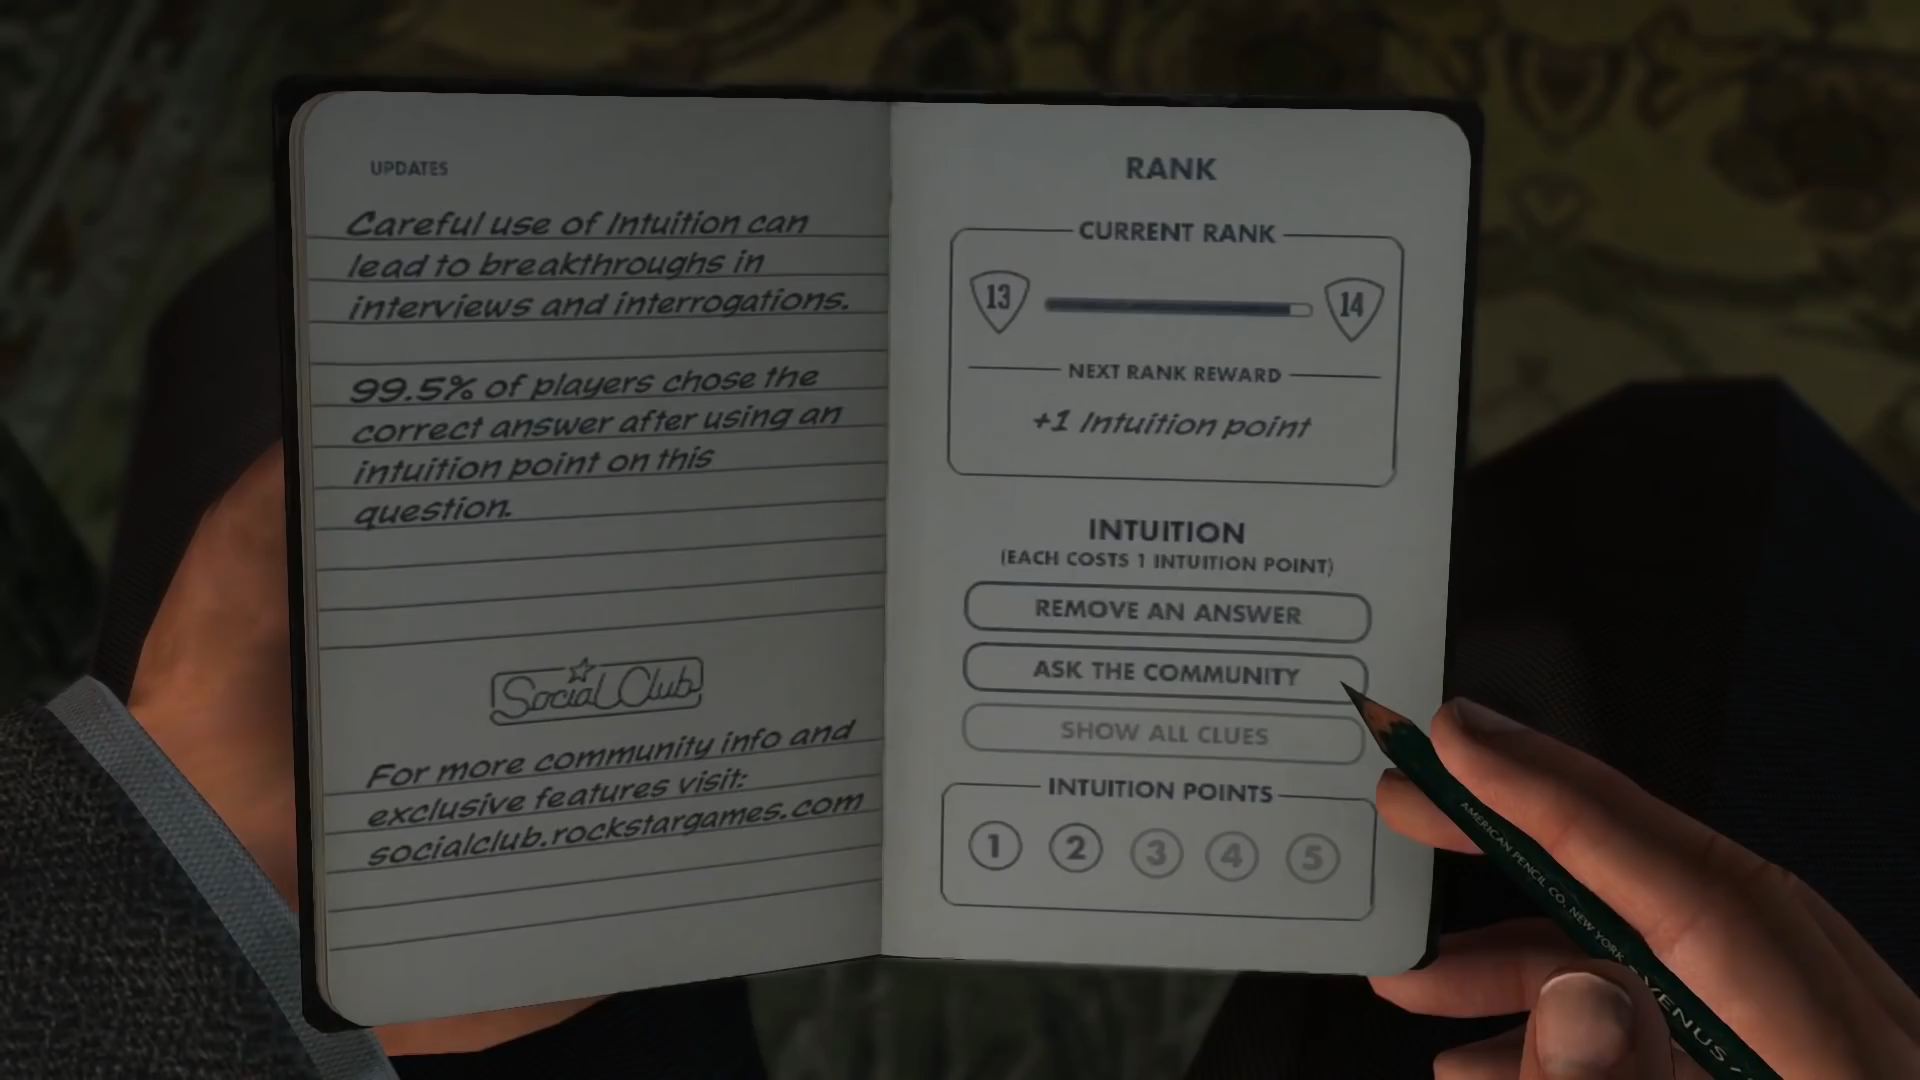 UPDATES
Careful use of Intuition can
lead to breakthroughs in
interviews and interrogations.
99.5% of players chose the
correct answer after using an
intuition point on this
question.
Social Club
For more community info and
exclusive features visit:
socialclub.rockstargames.com
RANK
CURRENT RANK
13 14
NEXT RANK REWARD
+1 Intuition point
INTUITION
(EACH COSTS 1 INTUITION POINT)
REMOVE AN ANSWER
ASK THE COMMUNITY
SHOW ALL CLUES
INTUITION POINTS
1 2 3 4 5
AMERICAN PENCIL CO. NEW YORK VENUS